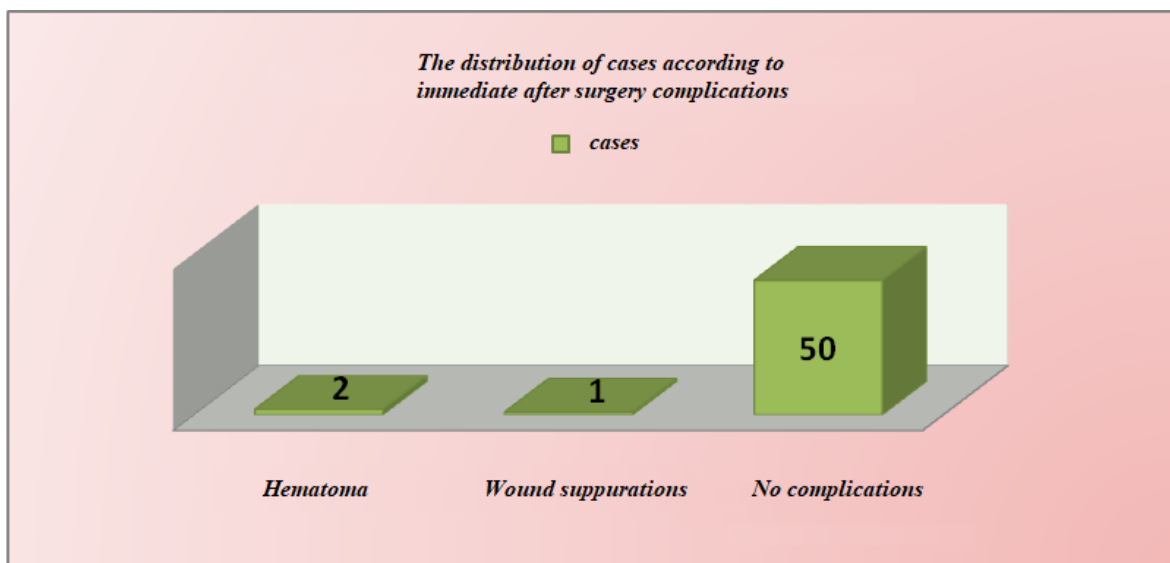 The distribution of cases according to
immediate after surgery complications
cases
2
1
50
Hematoma
Wound suppurations
No complications